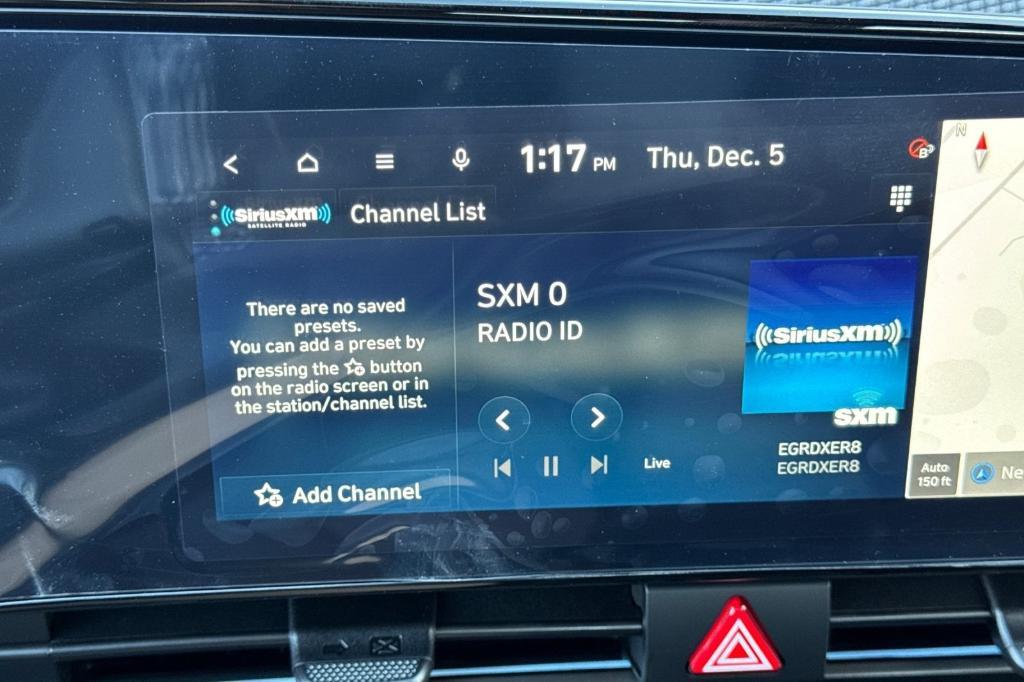 1:17 PM Thu, Dec. 5
N
SiriusXM
SATELLITE RADIO
Channel List
There are no saved
presets.
You can add a preset by
pressing the button
on the radio screen or in
the station/channel list.
Add Channel
SXM 0
RADIO ID
Live
SiriusXM
sxm
EGRDXER8
EGRDXER8
Auto
150 ft
Ne